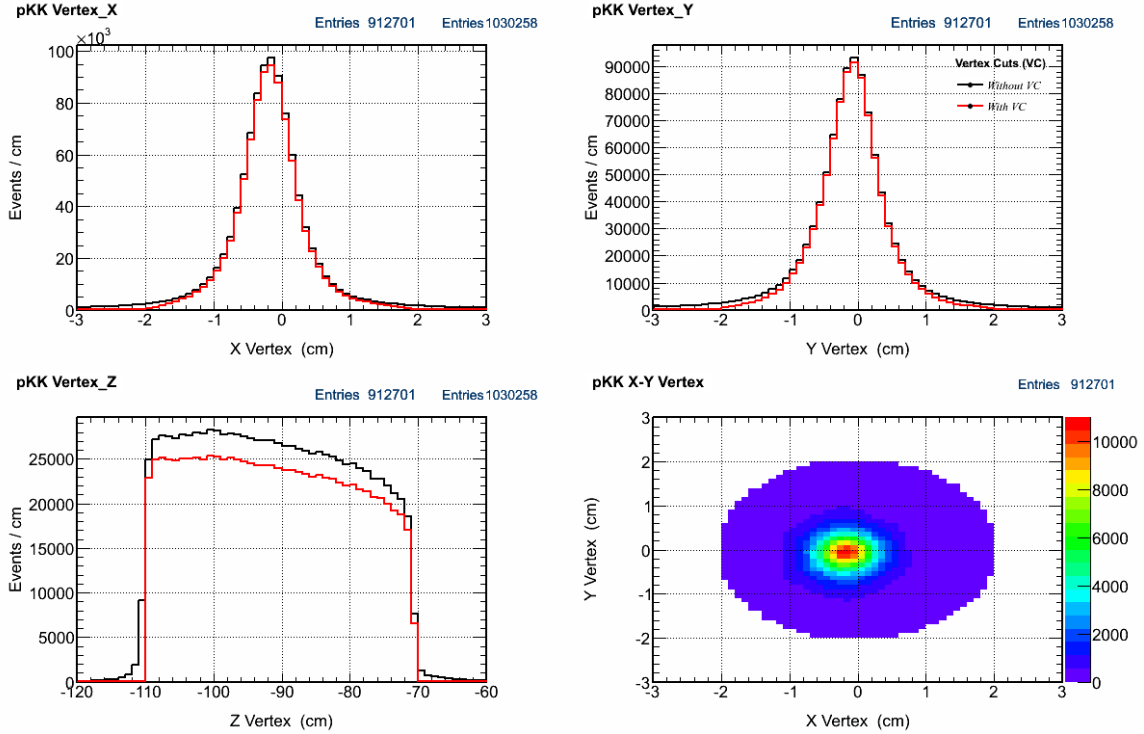 pKK Vertex_X
Entries 912701 Entries 1030258
×10³
100
80
60
40
20
0
Events / cm
-3 -2 -1 0 1 2 3
X Vertex (cm)
pKK Vertex_Y
Entries 912701 Entries 1030258
Vertex Cuts (VC)
Without VC
With VC
90000
80000
70000
60000
50000
40000
30000
20000
10000
0
Events / cm
-3 -2 -1 0 1 2 3
Y Vertex (cm)
pKK Vertex_Z
Entries 912701 Entries 1030258
25000
20000
15000
10000
5000
0
Events / cm
-120 -110 -100 -90 -80 -70 -60
Z Vertex (cm)
pKK X-Y Vertex
Entries 912701
3
2
1
0
-1
-2
-3
Y Vertex (cm)
-3 -2 -1 0 1 2 3
X Vertex (cm)
10000
8000
6000
4000
2000
0